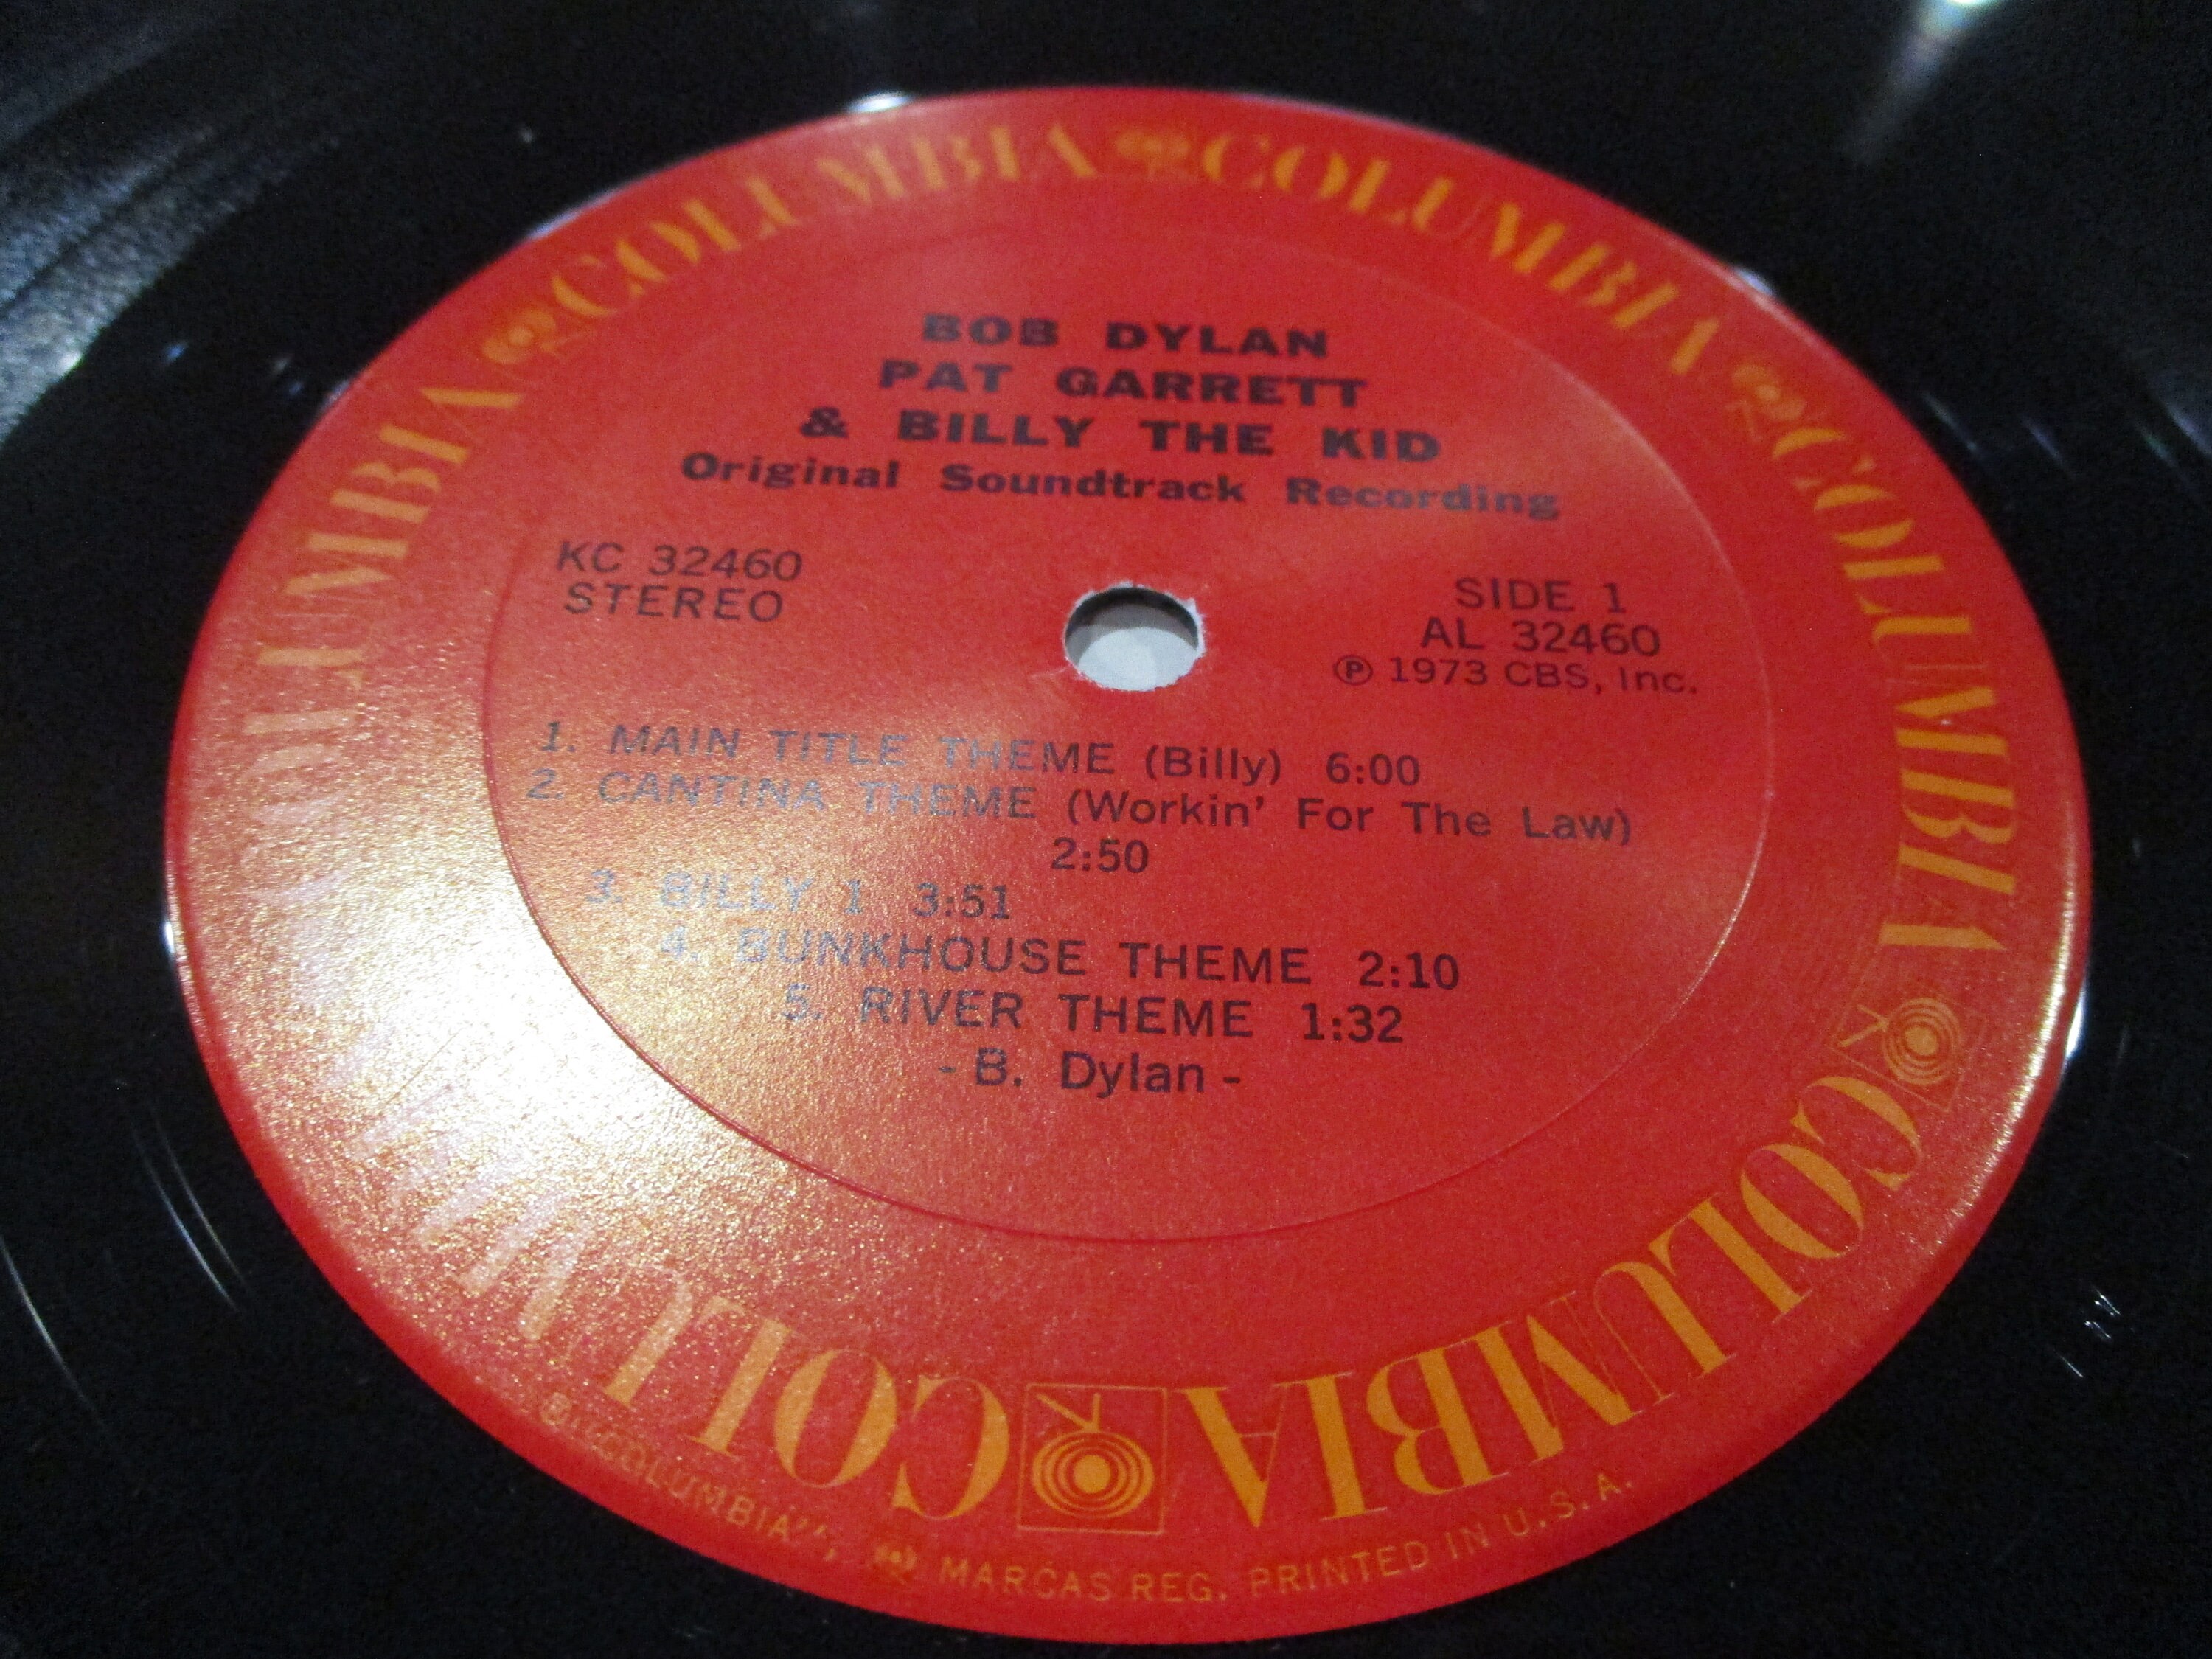 BOB DYLAN
PAT GARRETT
& BILLY THE KID
Original Soundtrack Recording
KC 32460
STEREO
SIDE 1
AL 32460
℗ 1973 CBS, Inc.
1. MAIN TITLE THEME (Billy) 6:00
2. CANTINA THEME (Workin' For The Law)
2:50
3. BILLY 1 3:51
4. BUNKHOUSE THEME 2:10
5. RIVER THEME 1:32
- B. Dylan -
COLUMBIA COLUMBIA COLUMBIA COLUMBIA COLUMBIA COLUMBIA
"COLUMBIA", MARCAS REG. PRINTED IN U.S.A.